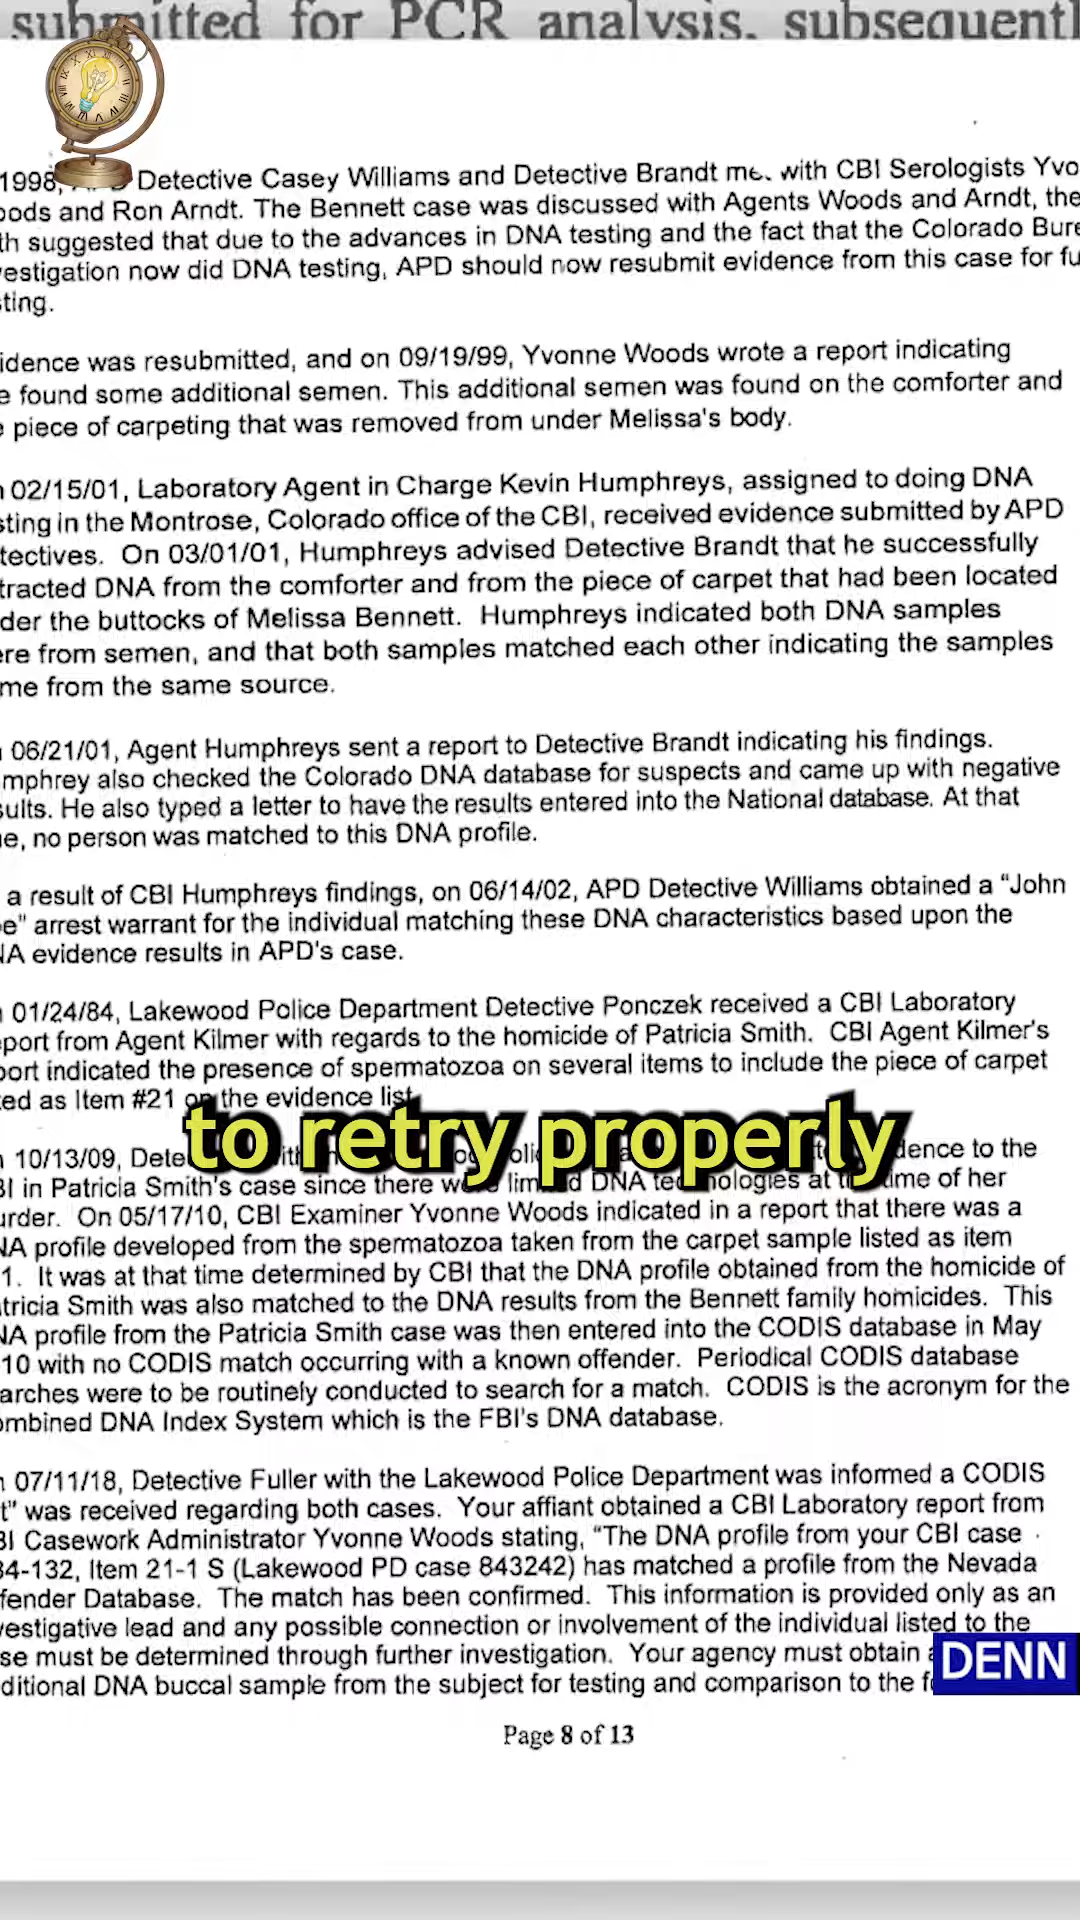 submitted for PCR analysis, subsequentl
1998, Detective Casey Williams and Detective Brandt met with CBI Serologists Yvo
oods and Ron Arndt. The Bennett case was discussed with Agents Woods and Arndt, the
th suggested that due to the advances in DNA testing and the fact that the Colorado Bure
vestigation now did DNA testing, APD should now resubmit evidence from this case for fu
sting.
idence was resubmitted, and on 09/19/99, Yvonne Woods wrote a report indicating
e found some additional semen. This additional semen was found on the comforter and
e piece of carpeting that was removed from under Melissa's body.
n 02/15/01, Laboratory Agent in Charge Kevin Humphreys, assigned to doing DNA
sting in the Montrose, Colorado office of the CBI, received evidence submitted by APD
tectives. On 03/01/01, Humphreys advised Detective Brandt that he successfully
tracted DNA from the comforter and from the piece of carpet that had been located
der the buttocks of Melissa Bennett. Humphreys indicated both DNA samples
ere from semen, and that both samples matched each other indicating the samples
me from the same source.
n 06/21/01, Agent Humphreys sent a report to Detective Brandt indicating his findings.
mphrey also checked the Colorado DNA database for suspects and came up with negative
sults. He also typed a letter to have the results entered into the National database. At that
ne, no person was matched to this DNA profile.
a result of CBI Humphreys findings, on 06/14/02, APD Detective Williams obtained a "John
oe" arrest warrant for the individual matching these DNA characteristics based upon the
NA evidence results in APD's case.
n 01/24/84, Lakewood Police Department Detective Ponczek received a CBI Laboratory
eport from Agent Kilmer with regards to the homicide of Patricia Smith. CBI Agent Kilmer's
port indicated the presence of spermatozoa on several items to include the piece of carpet
ted as Item #21 on the evidence list.
to retry properly
n 10/13/09, dence to the
BI in Patricia Smith's case since there were limited DNA technologies at the time of her
urder. On 05/17/10, CBI Examiner Yvonne Woods indicated in a report that there was a
NA profile developed from the spermatozoa taken from the carpet sample listed as item
1. It was at that time determined by CBI that the DNA profile obtained from the homicide of
tricia Smith was also matched to the DNA results from the Bennett family homicides. This
NA profile from the Patricia Smith case was then entered into the CODIS database in May
10 with no CODIS match occurring with a known offender. Periodical CODIS database
arches were to be routinely conducted to search for a match. CODIS is the acronym for the
ombined DNA Index System which is the FBI's DNA database.
n 07/11/18, Detective Fuller with the Lakewood Police Department was informed a CODIS
t" was received regarding both cases. Your affiant obtained a CBI Laboratory report from
BI Casework Administrator Yvonne Woods stating, "The DNA profile from your CBI case
84-132, Item 21-1 S (Lakewood PD case 843242) has matched a profile from the Nevada
ffender Database. The match has been confirmed. This information is provided only as an
vestigative lead and any possible connection or involvement of the individual listed to the
se must be determined through further investigation. Your agency must obtain
ditional DNA buccal sample from the subject for testing and comparison to the f
DENN
Page 8 of 13